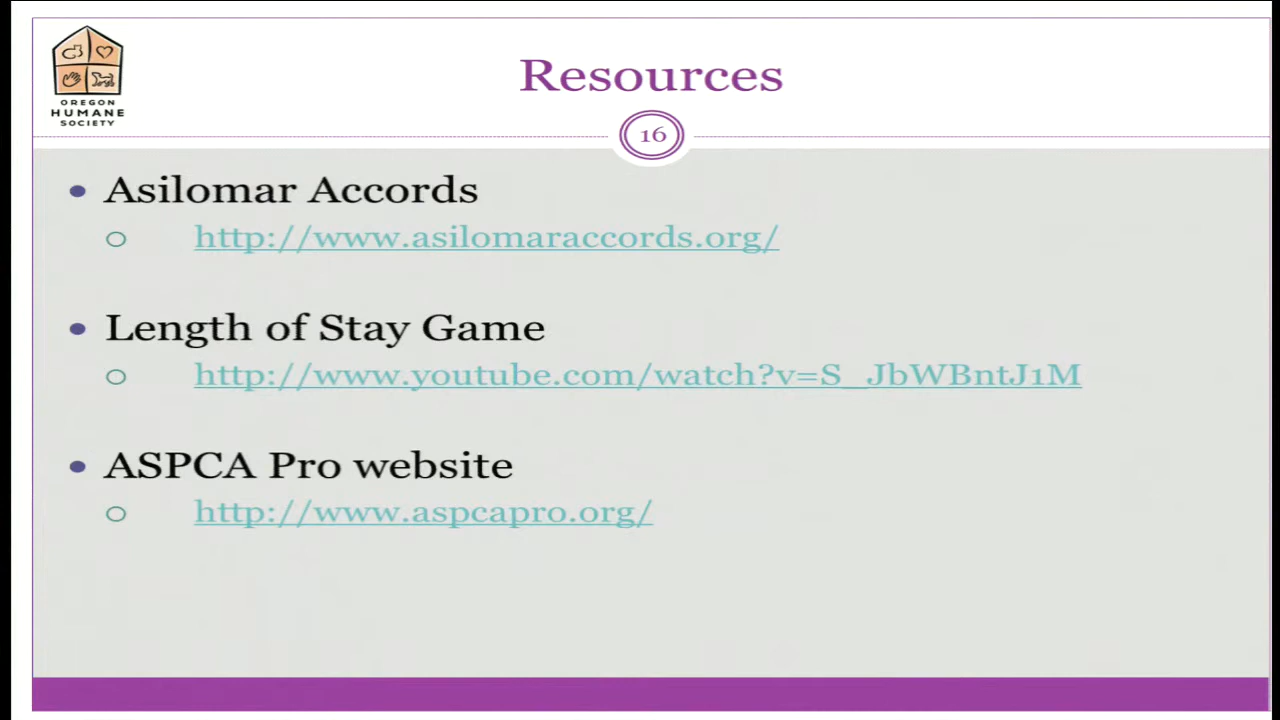 OREGON
HUMANE
SOCIETY
Resources
16
• Asilomar Accords
○ http://www.asilomaraccords.org/
• Length of Stay Game
○ http://www.youtube.com/watch?v=S_JbWBntJ1M
• ASPCA Pro website
○ http://www.aspcapro.org/